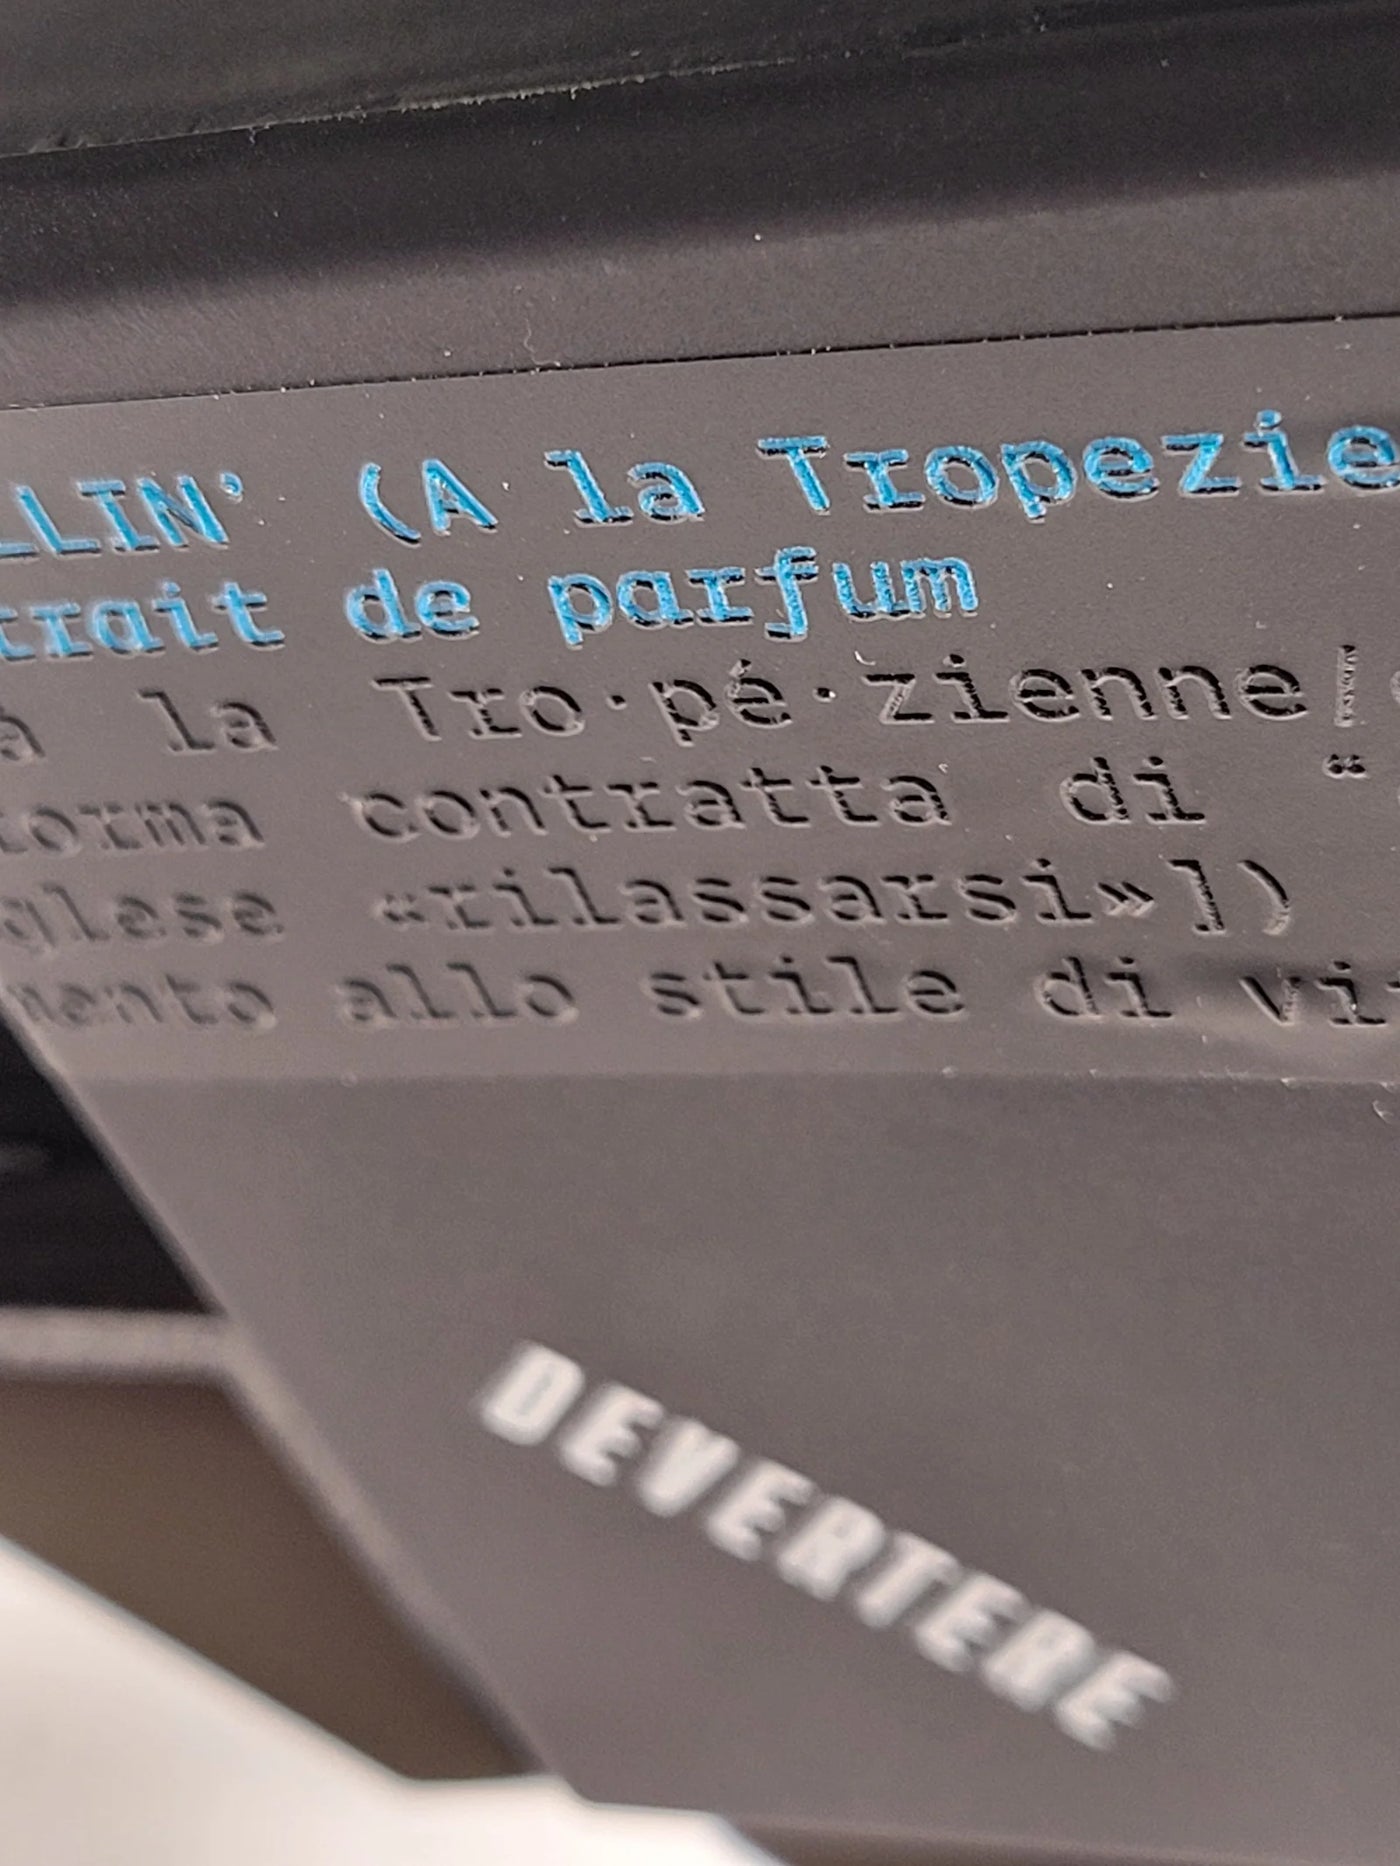 LLIN' (A la Tropezie
trait de parfum
à la Tro·pé·zienne
forma contratta di "
glese «rilassarsi»])
mento allo stile di vi
DEVERTERE